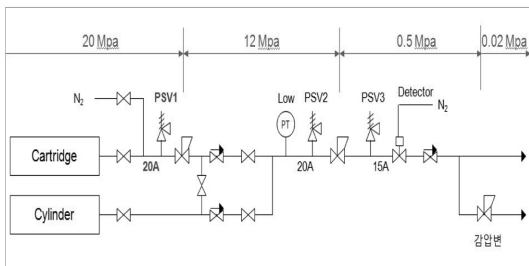 20 Mpa 12 Mpa 0.5 Mpa 0.02 Mpa
N2 PSV1 Low PSV2 PSV3 Detector
N2
PT
Cartridge
20A 20A 15A
Cylinder
감압변